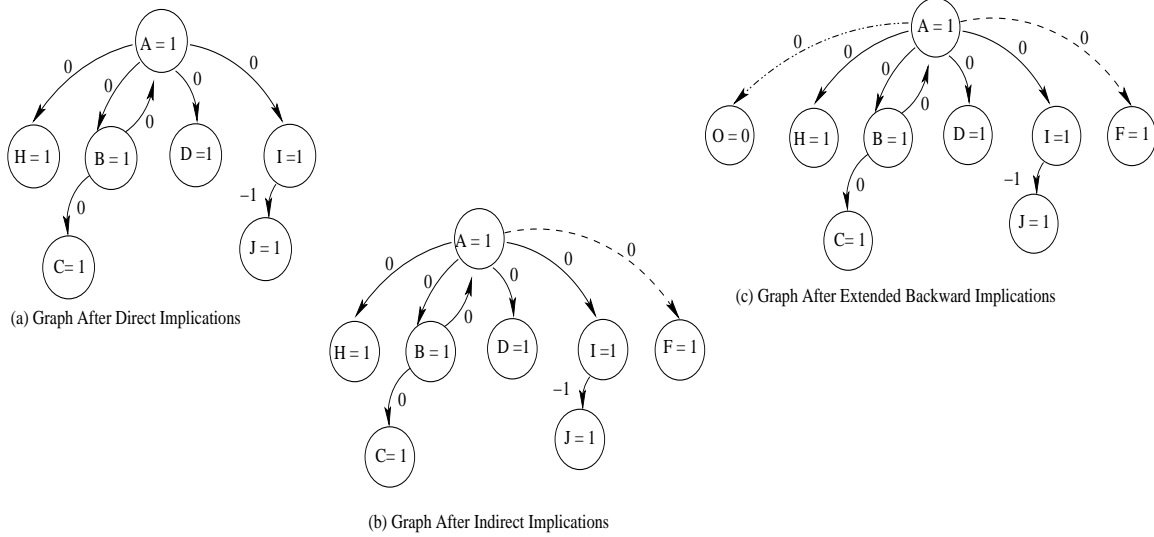 A = 1
0
0
0
0
0
H = 1
B = 1
D =1
I =1
0
−1
C= 1
J = 1
(a) Graph After Direct Implications
A = 1
0
0
0
0
0
0
H = 1
B = 1
D =1
I =1
F = 1
0
−1
C= 1
J = 1
(b) Graph After Indirect Implications
A = 1
0
0
0
0
0
0
0
O = 0
H = 1
B = 1
D =1
I =1
F = 1
0
−1
C= 1
J = 1
(c) Graph After Extended Backward Implications